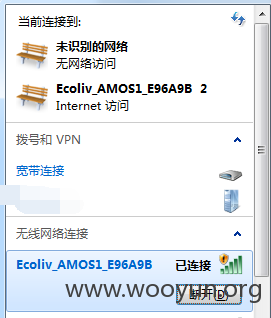 当前连接到:
未识别的网络
无网络访问
Ecoliv_AMOS1_E96A9B 2
Internet 访问
拨号和 VPN
宽带连接
无线网络连接
Ecoliv_AMOS1_E96A9B 已连接
断开(D)
www.wooyun.org